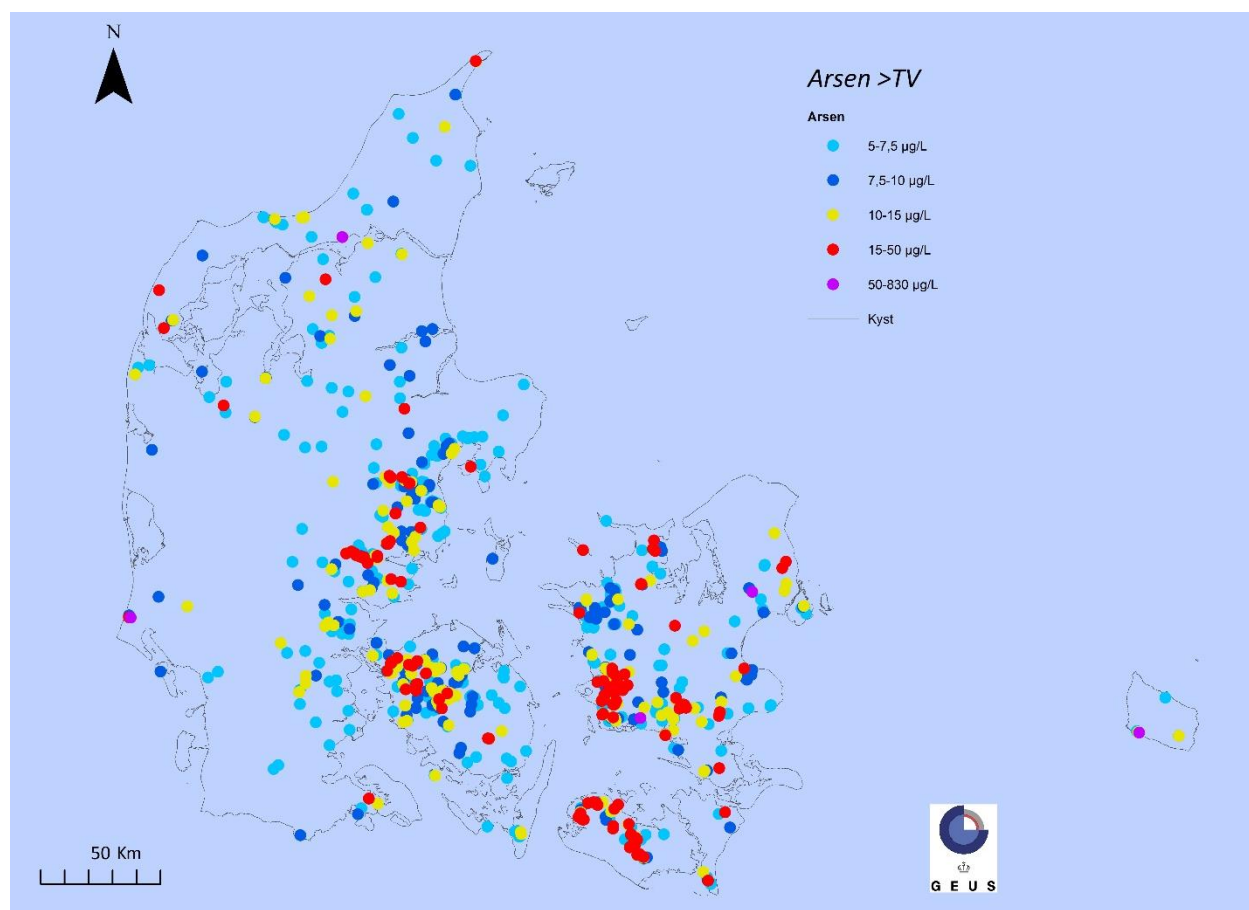 N
Arsen >TV
Arsen
5-7,5 µg/L
7,5-10 µg/L
10-15 µg/L
15-50 µg/L
50-830 µg/L
Kyst
50 Km
G E U S